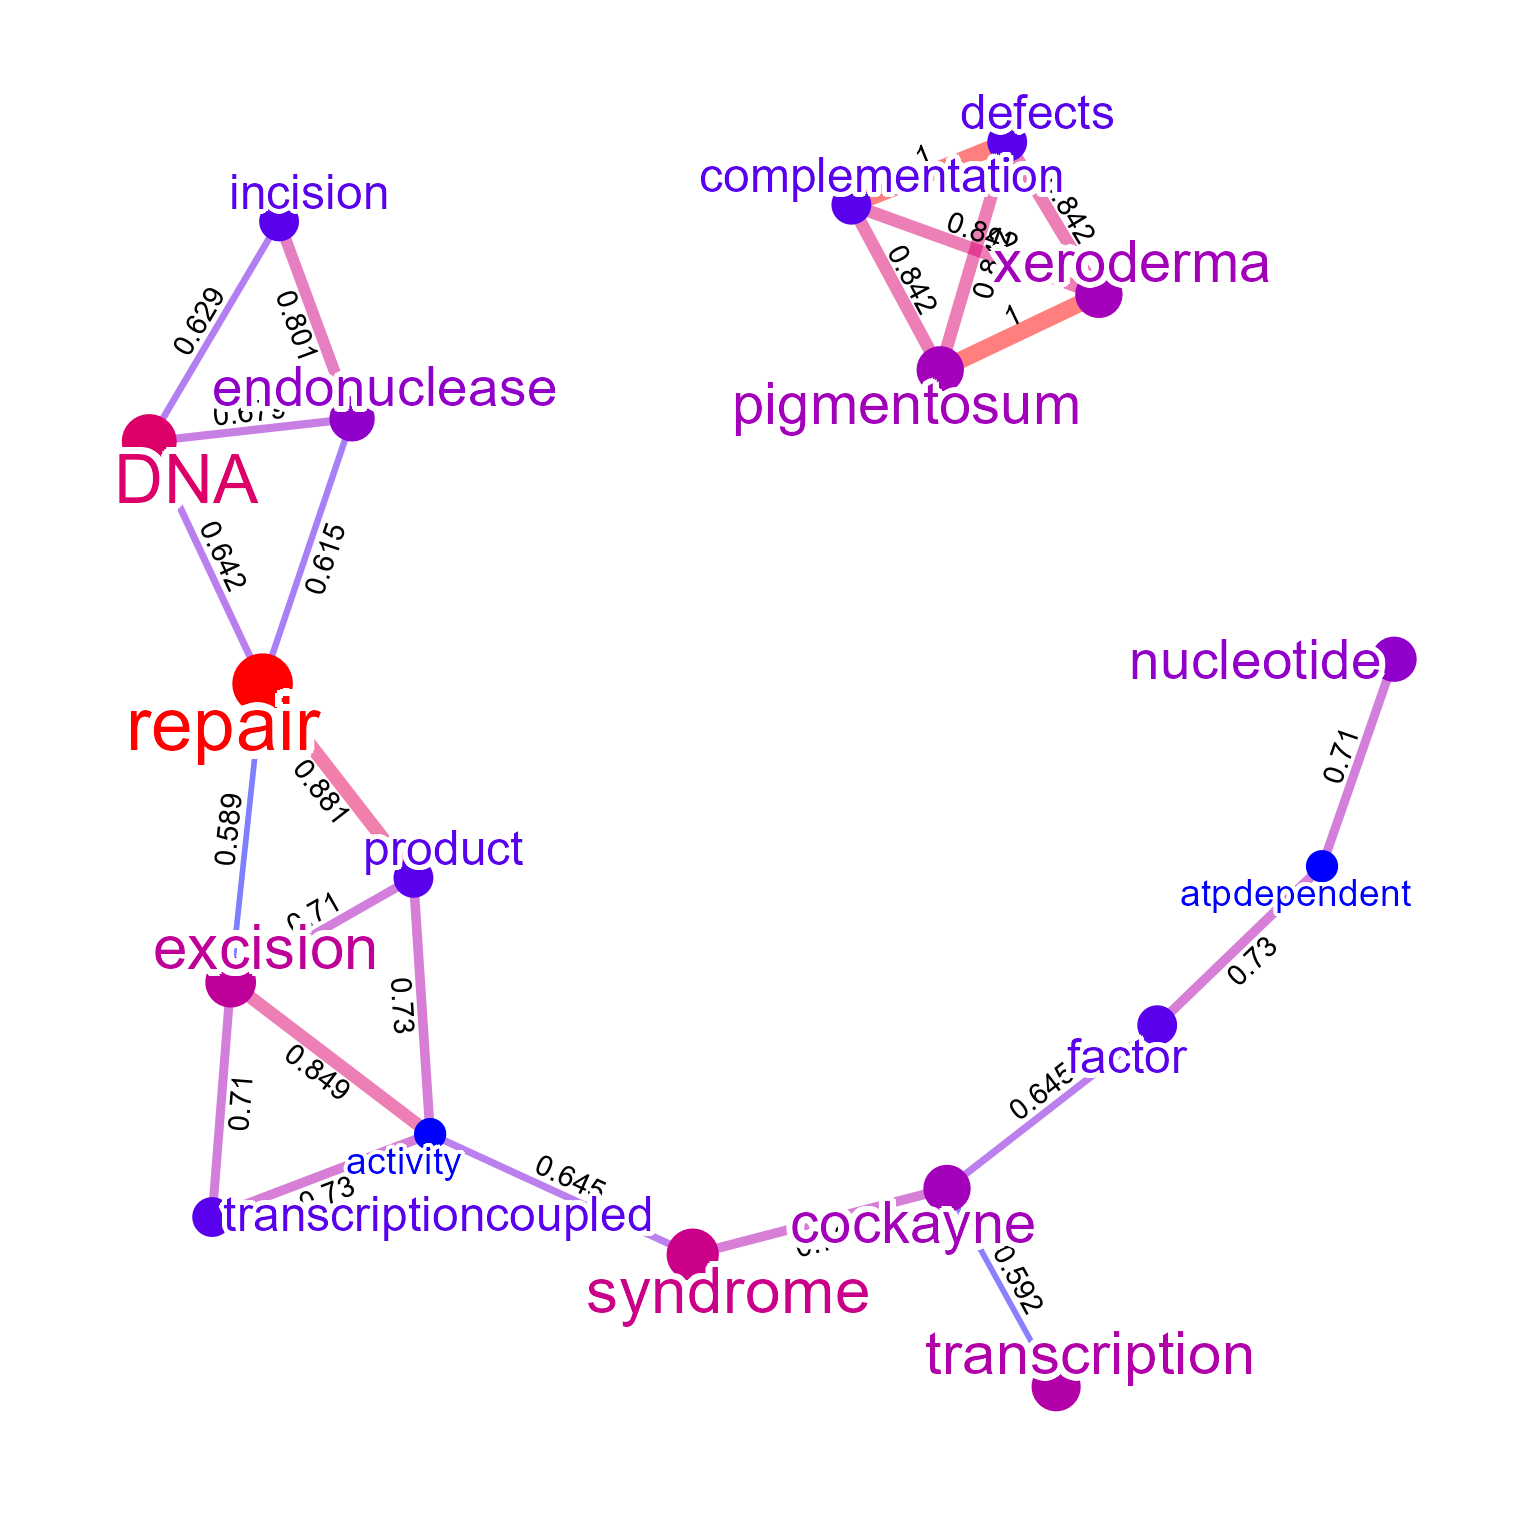 defects
1
complementation
incision
0.842
0.842
xeroderma
0.842
0.629
0.801
1
endonuclease
0.679
pigmentosum
DNA
0.642
0.615
nucleotide
repair
0.71
0.881
0.589
product
atpdependent
0.71
excision
0.73
0.73
factor
0.849
0.645
0.71
activity
0.645
0.73
transcriptioncoupled
cockayne
syndrome
0.592
transcription